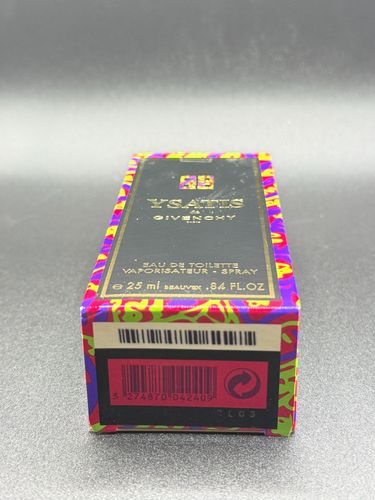 YSATIS
de
GIVENCHY
PARIS
EAU DE TOILETTE
VAPORISATEUR - SPRAY
℮ 25 ml BEAUVEX .84 FL.OZ
3 274870 042409